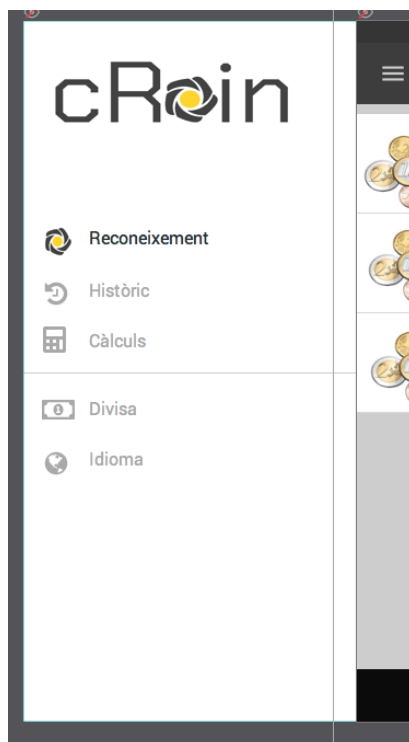 cRoin
Reconeixement
Històric
Càlculs
Divisa
Idioma